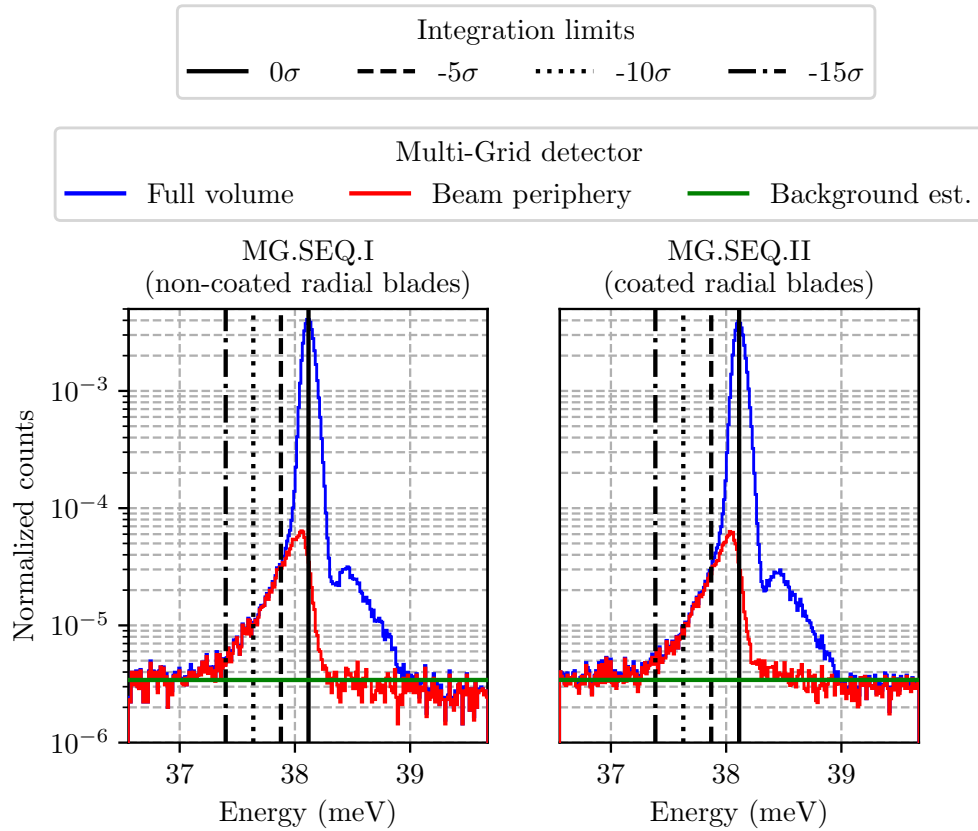 Integration limits
0σ -5σ -10σ -15σ
Multi-Grid detector
Full volume Beam periphery Background est.
MG.SEQ.I
(non-coated radial blades)
MG.SEQ.II
(coated radial blades)
Normalized counts
10⁻³
10⁻⁴
10⁻⁵
10⁻⁶
37 38 39
37 38 39
Energy (meV)
Energy (meV)